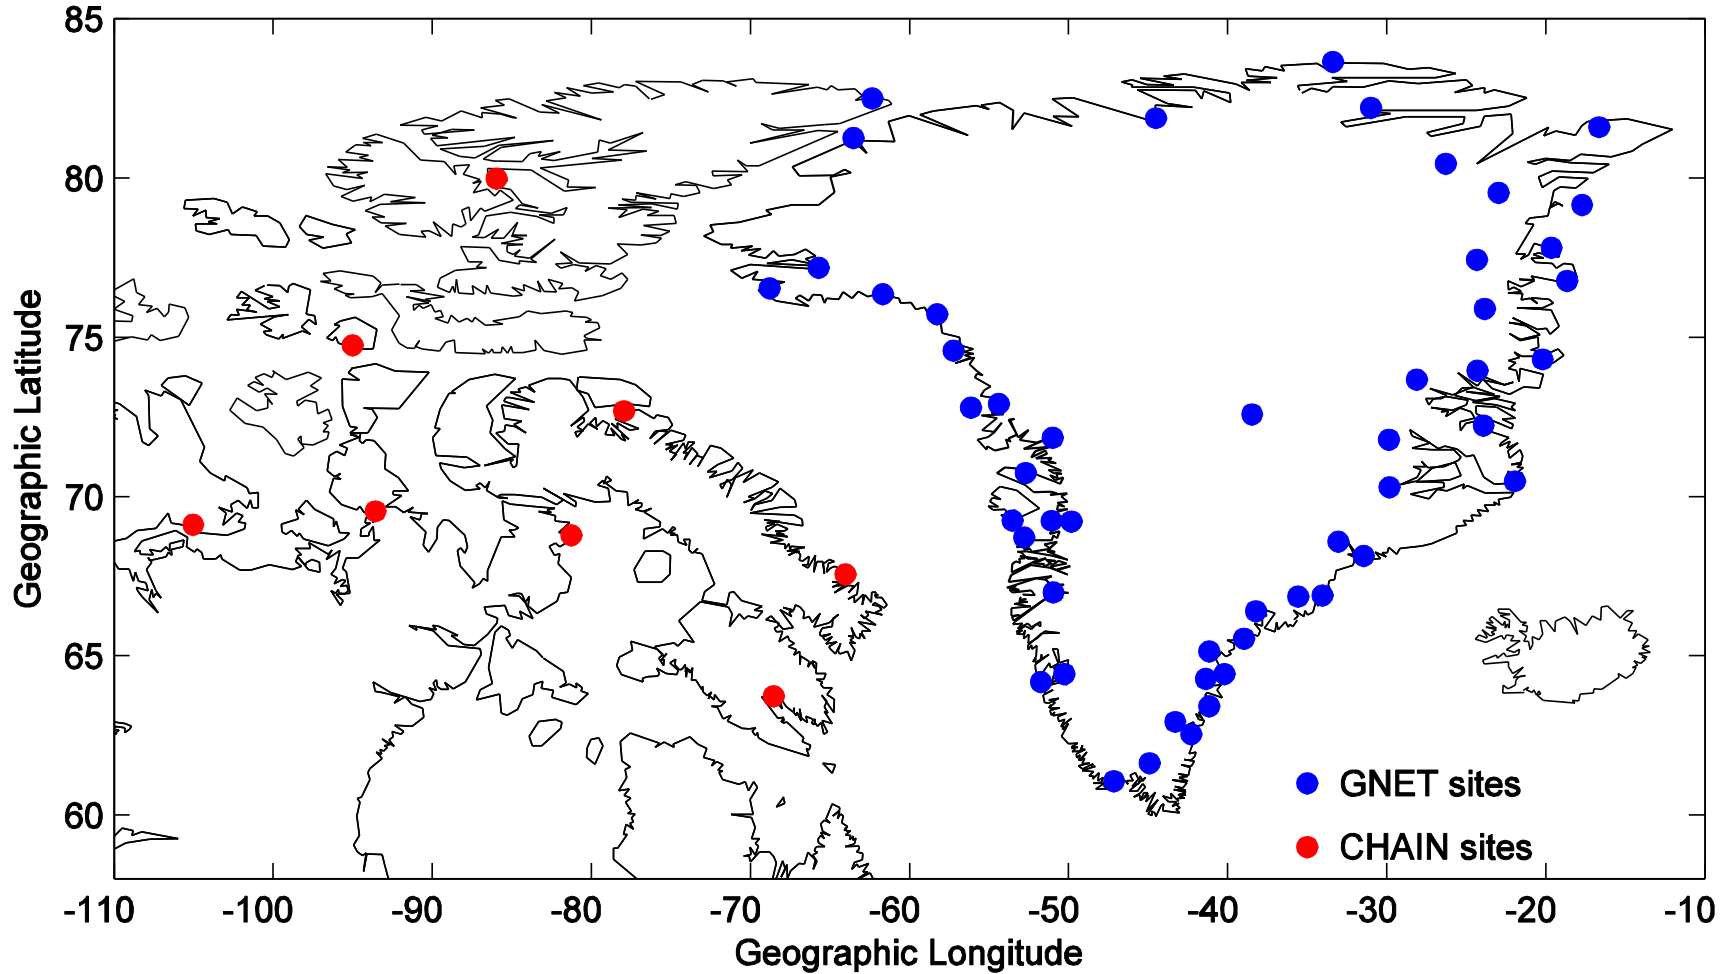 85
80
75
70
65
60
Geographic Latitude
GNET sites
CHAIN sites
-110 -100 -90 -80 -70 -60 -50 -40 -30 -20 -10
Geographic Longitude